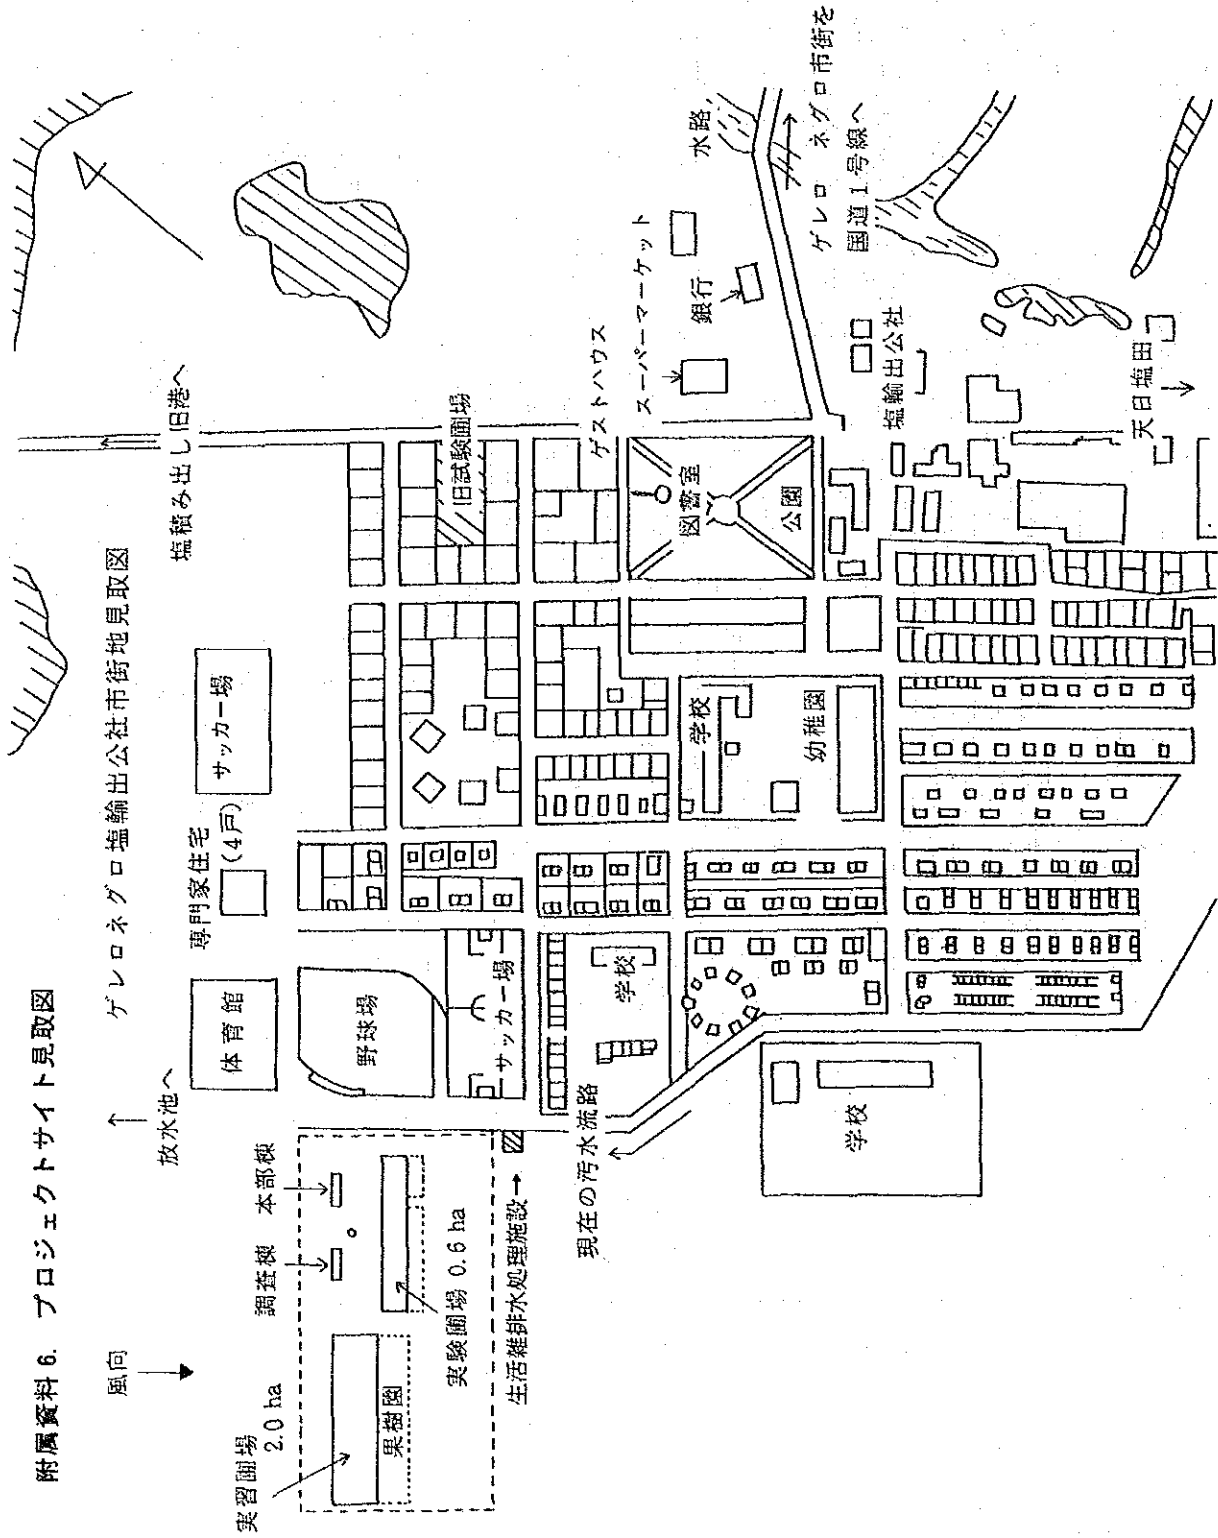 附属資料 6. プロジェクトサイト見取図
ゲレロネグロ塩輸出公社市街地見取図
風向
放水池へ
塩積み出し旧港へ
実習圃場
2.0 ha
調査棟
本部棟
体育館
専門家住宅
(4戸)
サッカー場
果樹園
実験圃場 0.6 ha
野球場
旧試験圃場
生活雑排水処理施設→
サッカー場
現在の汚水流路
学校
ゲストハウス
スーパーマーケット
銀行
水路
図書室
公園
学校
幼稚園
学校
ゲレロ ネグロ市街を
国道1号線へ
塩輸出公社
天日塩田